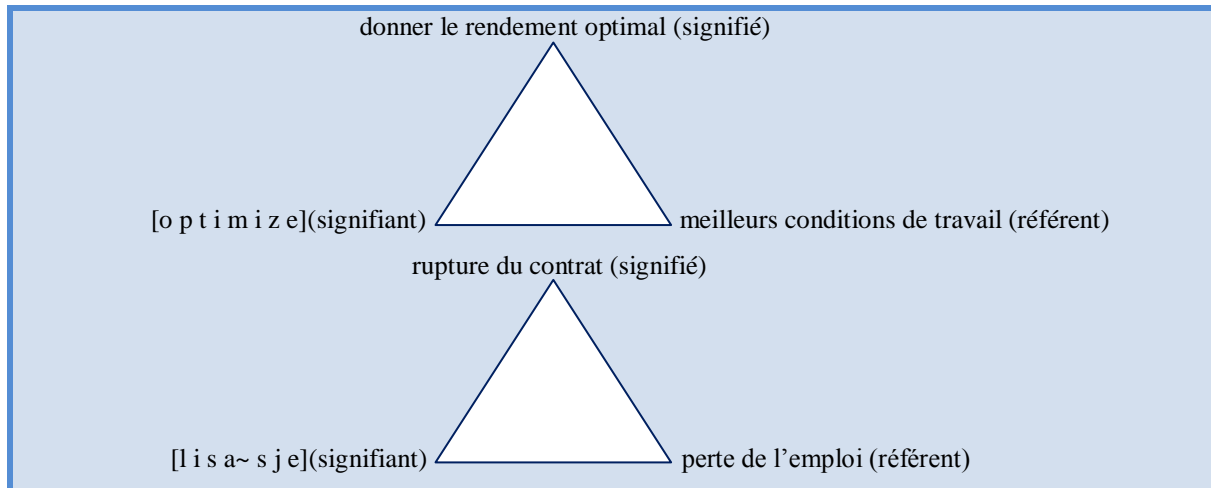 donner le rendement optimal (signifié)
[o p t i m i z e](signifiant) meilleurs conditions de travail (référent)
rupture du contrat (signifié)
[l i s a~ s j e](signifiant) perte de l’emploi (référent)